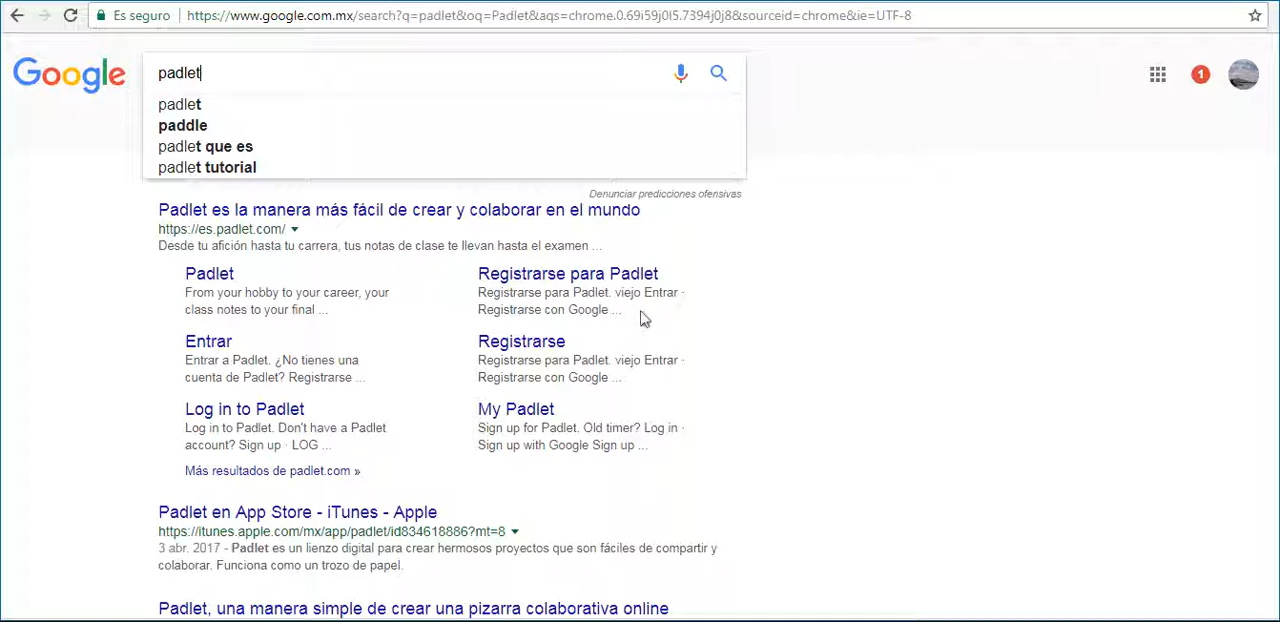 Es seguro https://www.google.com.mx/search?q=padlet&oq=Padlet&aqs=chrome.0.69i59j0l5.7394j0j8&sourceid=chrome&ie=UTF-8
Google
padlet
1
padlet
paddle
padlet que es
padlet tutorial
Denunciar predicciones ofensivas
Padlet es la manera más fácil de crear y colaborar en el mundo
https://es.padlet.com/
Desde tu afición hasta tu carrera, tus notas de clase te llevan hasta el examen ...
Padlet
From your hobby to your career, your
class notes to your final ...
Registrarse para Padlet
Registrarse para Padlet. viejo Entrar ·
Registrarse con Google ...
Entrar
Entrar a Padlet. ¿No tienes una
cuenta de Padlet? Registrarse ...
Registrarse
Registrarse para Padlet. viejo Entrar ·
Registrarse con Google ...
Log in to Padlet
Log in to Padlet. Don't have a Padlet
account? Sign up · LOG ...
My Padlet
Sign up for Padlet. Old timer? Log in ·
Sign up with Google Sign up ...
Más resultados de padlet.com »
Padlet en App Store - iTunes - Apple
https://itunes.apple.com/mx/app/padlet/id834618886?mt=8
3 abr. 2017 - Padlet es un lienzo digital para crear hermosos proyectos que son fáciles de compartir y
colaborar. Funciona como un trozo de papel.
Padlet, una manera simple de crear una pizarra colaborativa online